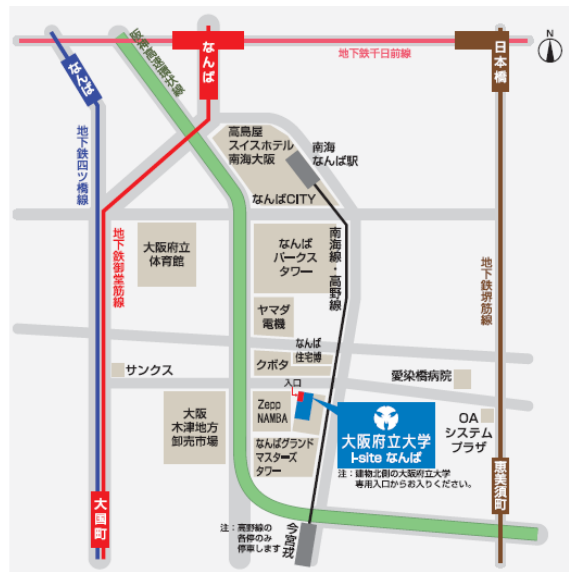 なんば
阪神高速環状線
なんば
地下鉄千日前線
日本橋
N
地下鉄四ツ橋線
高島屋
スイスホテル
南海大阪
南海
なんば駅
なんばCITY
地下鉄御堂筋線
大阪府立
体育館
なんば
パークス
タワー
南海線・高野線
地下鉄堺筋線
ヤマダ
電機
なんば
住宅博
クボタ
サンクス
愛染橋病院
入口
大阪
木津地方
卸売市場
Zepp
NAMBA
大阪府立大学
I-site なんば
OA
システム
プラザ
なんばグランド
マスターズ
タワー
注：建物北側の大阪府立大学
専用入口からお入りください。
大国町
恵美須町
注：高野線の
各停のみ
停車します
今宮戎